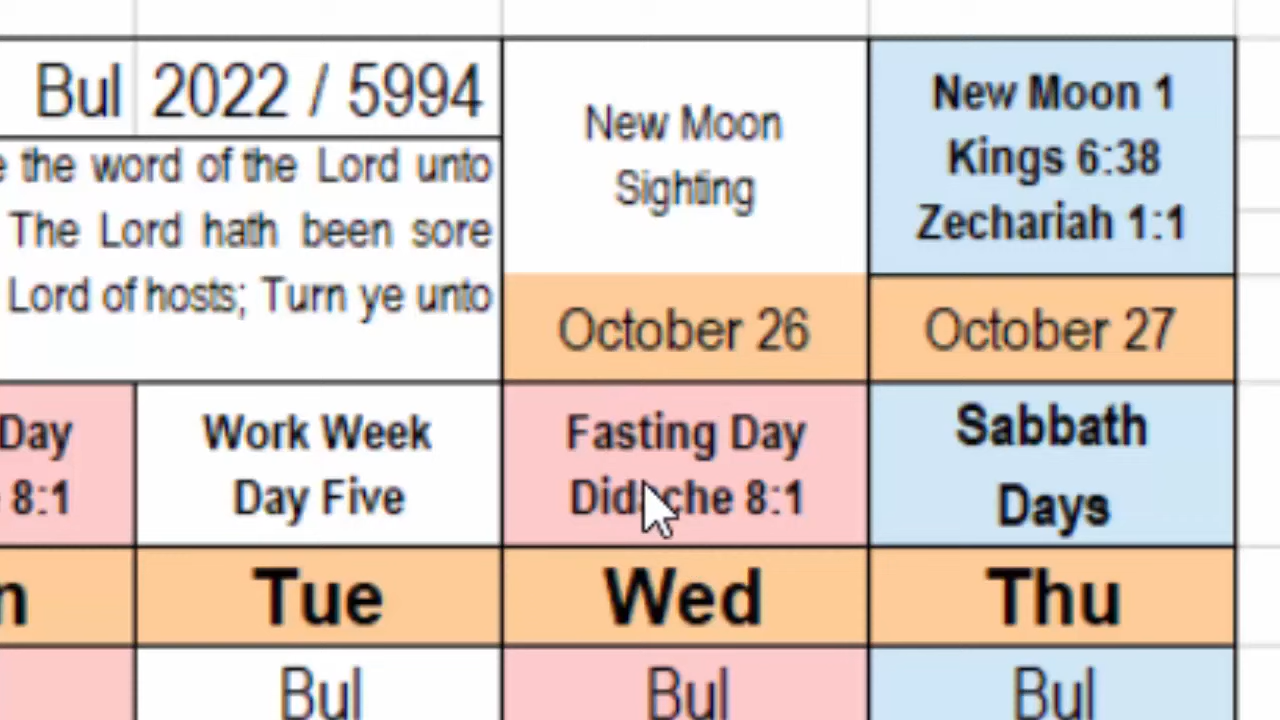 Bul 2022 / 5994
the word of the Lord unto
The Lord hath been sore
Lord of hosts; Turn ye unto
New Moon
Sighting
New Moon 1
Kings 6:38
Zechariah 1:1
October 26
October 27
Day
8:1
Work Week
Day Five
Fasting Day
Didache 8:1
Sabbath
Days
Tue
Wed
Thu
Bul
Bul
Bul